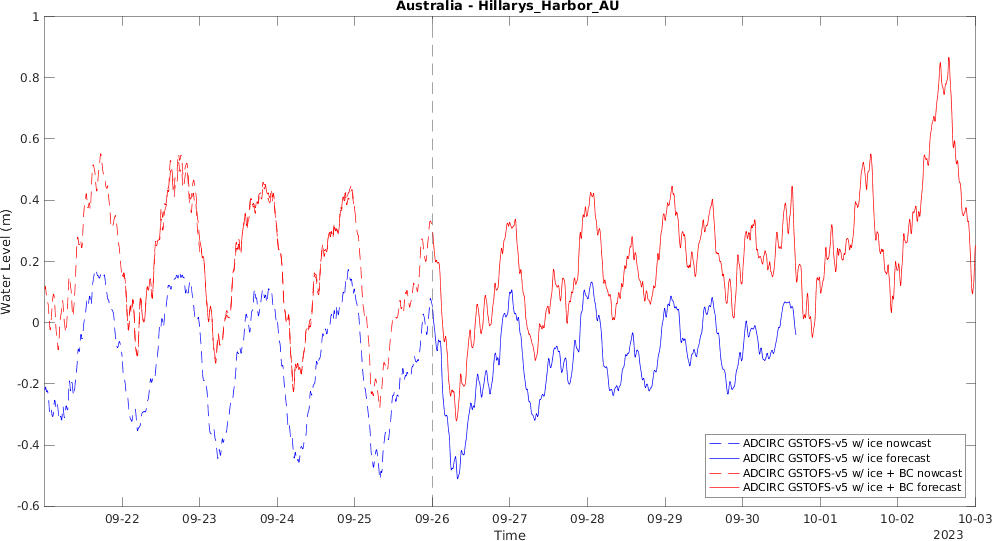 Australia - Hillarys_Harbor_AU
1
0.8
0.6
0.4
0.2
0
-0.2
-0.4
-0.6
Water Level (m)
ADCIRC GSTOFS-v5 w/ ice nowcast
ADCIRC GSTOFS-v5 w/ ice forecast
ADCIRC GSTOFS-v5 w/ ice + BC nowcast
ADCIRC GSTOFS-v5 w/ ice + BC forecast
09-22 09-23 09-24 09-25 09-26 09-27 09-28 09-29 09-30 10-01 10-02 10-03
Time
2023